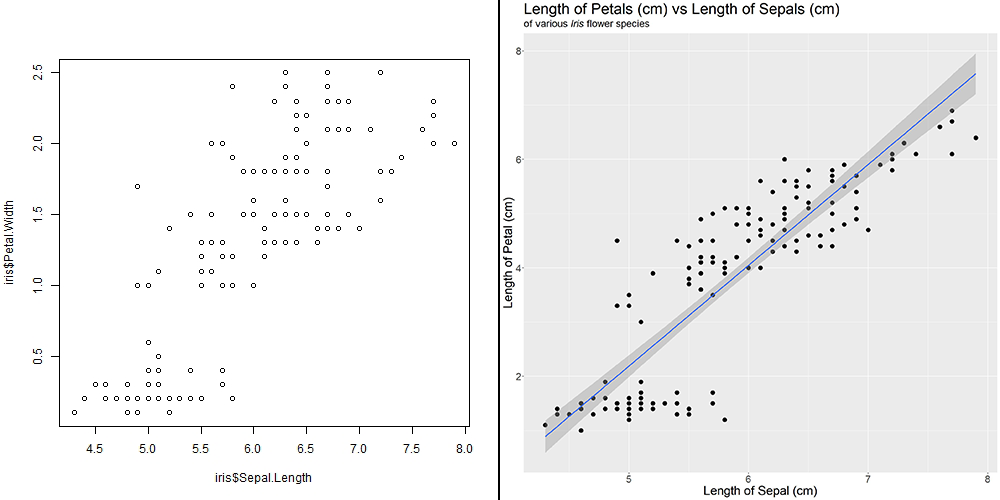 iris$Petal.Width
2.5
2.0
1.5
1.0
0.5
4.5 5.0 5.5 6.0 6.5 7.0 7.5 8.0
iris$Sepal.Length
Length of Petals (cm) vs Length of Sepals (cm)
of various Iris flower species
Length of Petal (cm)
8
6
4
2
5 6 7 8
Length of Sepal (cm)